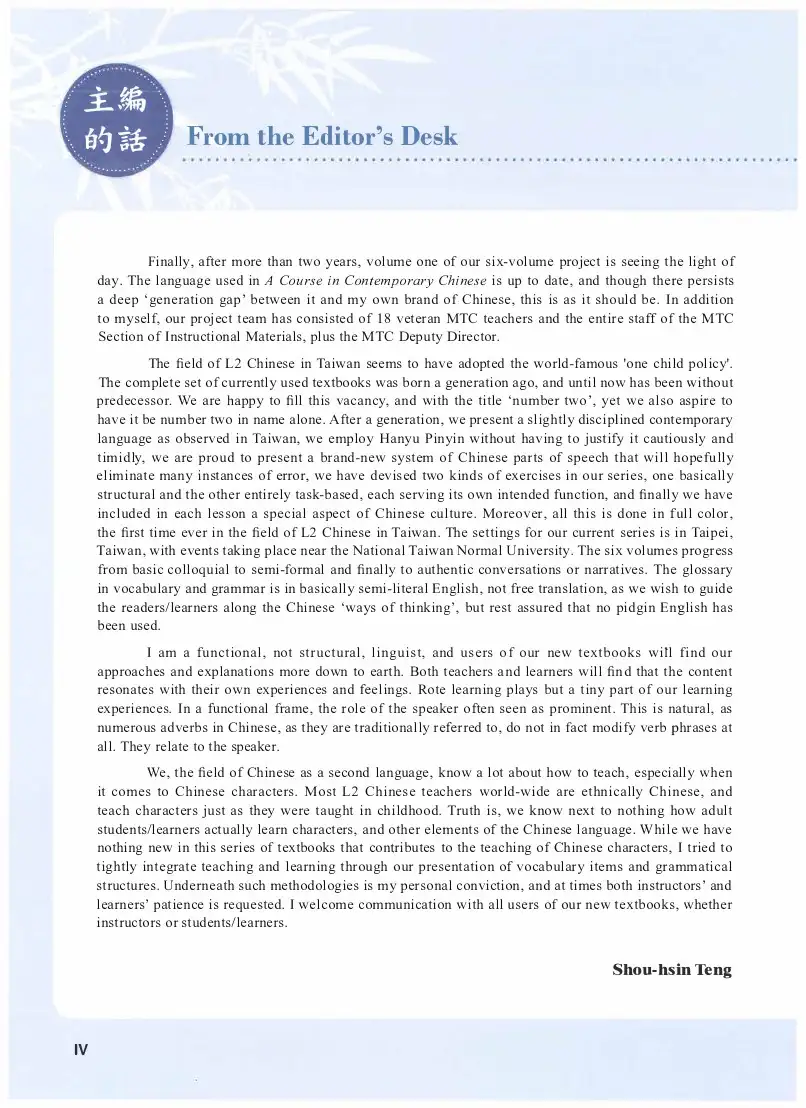 主編
的話
From the Editor's Desk
Finally, after more than two years, volume one of our six-volume project is seeing the light of
day. The language used in A Course in Contemporary Chinese is up to date, and though there persists
a deep ‘generation gap’ between it and my own brand of Chinese, this is as it should be. In addition
to myself, our project team has consisted of 18 veteran MTC teachers and the entire staff of the MTC
Section of Instructional Materials, plus the MTC Deputy Director.
The field of L2 Chinese in Taiwan seems to have adopted the world-famous 'one child policy'.
The complete set of currently used textbooks was born a generation ago, and until now has been without
predecessor. We are happy to fill this vacancy, and with the title ‘number two’, yet we also aspire to
have it be number two in name alone. After a generation, we present a slightly disciplined contemporary
language as observed in Taiwan, we employ Hanyu Pinyin without having to justify it cautiously and
timidly, we are proud to present a brand-new system of Chinese parts of speech that will hopefully
eliminate many instances of error, we have devised two kinds of exercises in our series, one basically
structural and the other entirely task-based, each serving its own intended function, and finally we have
included in each lesson a special aspect of Chinese culture. Moreover, all this is done in full color,
the first time ever in the field of L2 Chinese in Taiwan. The settings for our current series is in Taipei,
Taiwan, with events taking place near the National Taiwan Normal University. The six volumes progress
from basic colloquial to semi-formal and finally to authentic conversations or narratives. The glossary
in vocabulary and grammar is in basically semi-literal English, not free translation, as we wish to guide
the readers/learners along the Chinese ‘ways of thinking’, but rest assured that no pidgin English has
been used.
I am a functional, not structural, linguist, and users of our new textbooks will find our
approaches and explanations more down to earth. Both teachers and learners will find that the content
resonates with their own experiences and feelings. Rote learning plays but a tiny part of our learning
experiences. In a functional frame, the role of the speaker often seen as prominent. This is natural, as
numerous adverbs in Chinese, as they are traditionally referred to, do not in fact modify verb phrases at
all. They relate to the speaker.
We, the field of Chinese as a second language, know a lot about how to teach, especially when
it comes to Chinese characters. Most L2 Chinese teachers world-wide are ethnically Chinese, and
teach characters just as they were taught in childhood. Truth is, we know next to nothing how adult
students/learners actually learn characters, and other elements of the Chinese language. While we have
nothing new in this series of textbooks that contributes to the teaching of Chinese characters, I tried to
tightly integrate teaching and learning through our presentation of vocabulary items and grammatical
structures. Underneath such methodologies is my personal conviction, and at times both instructors’ and
learners’ patience is requested. I welcome communication with all users of our new textbooks, whether
instructors or students/learners.
Shou-hsin Teng
IV